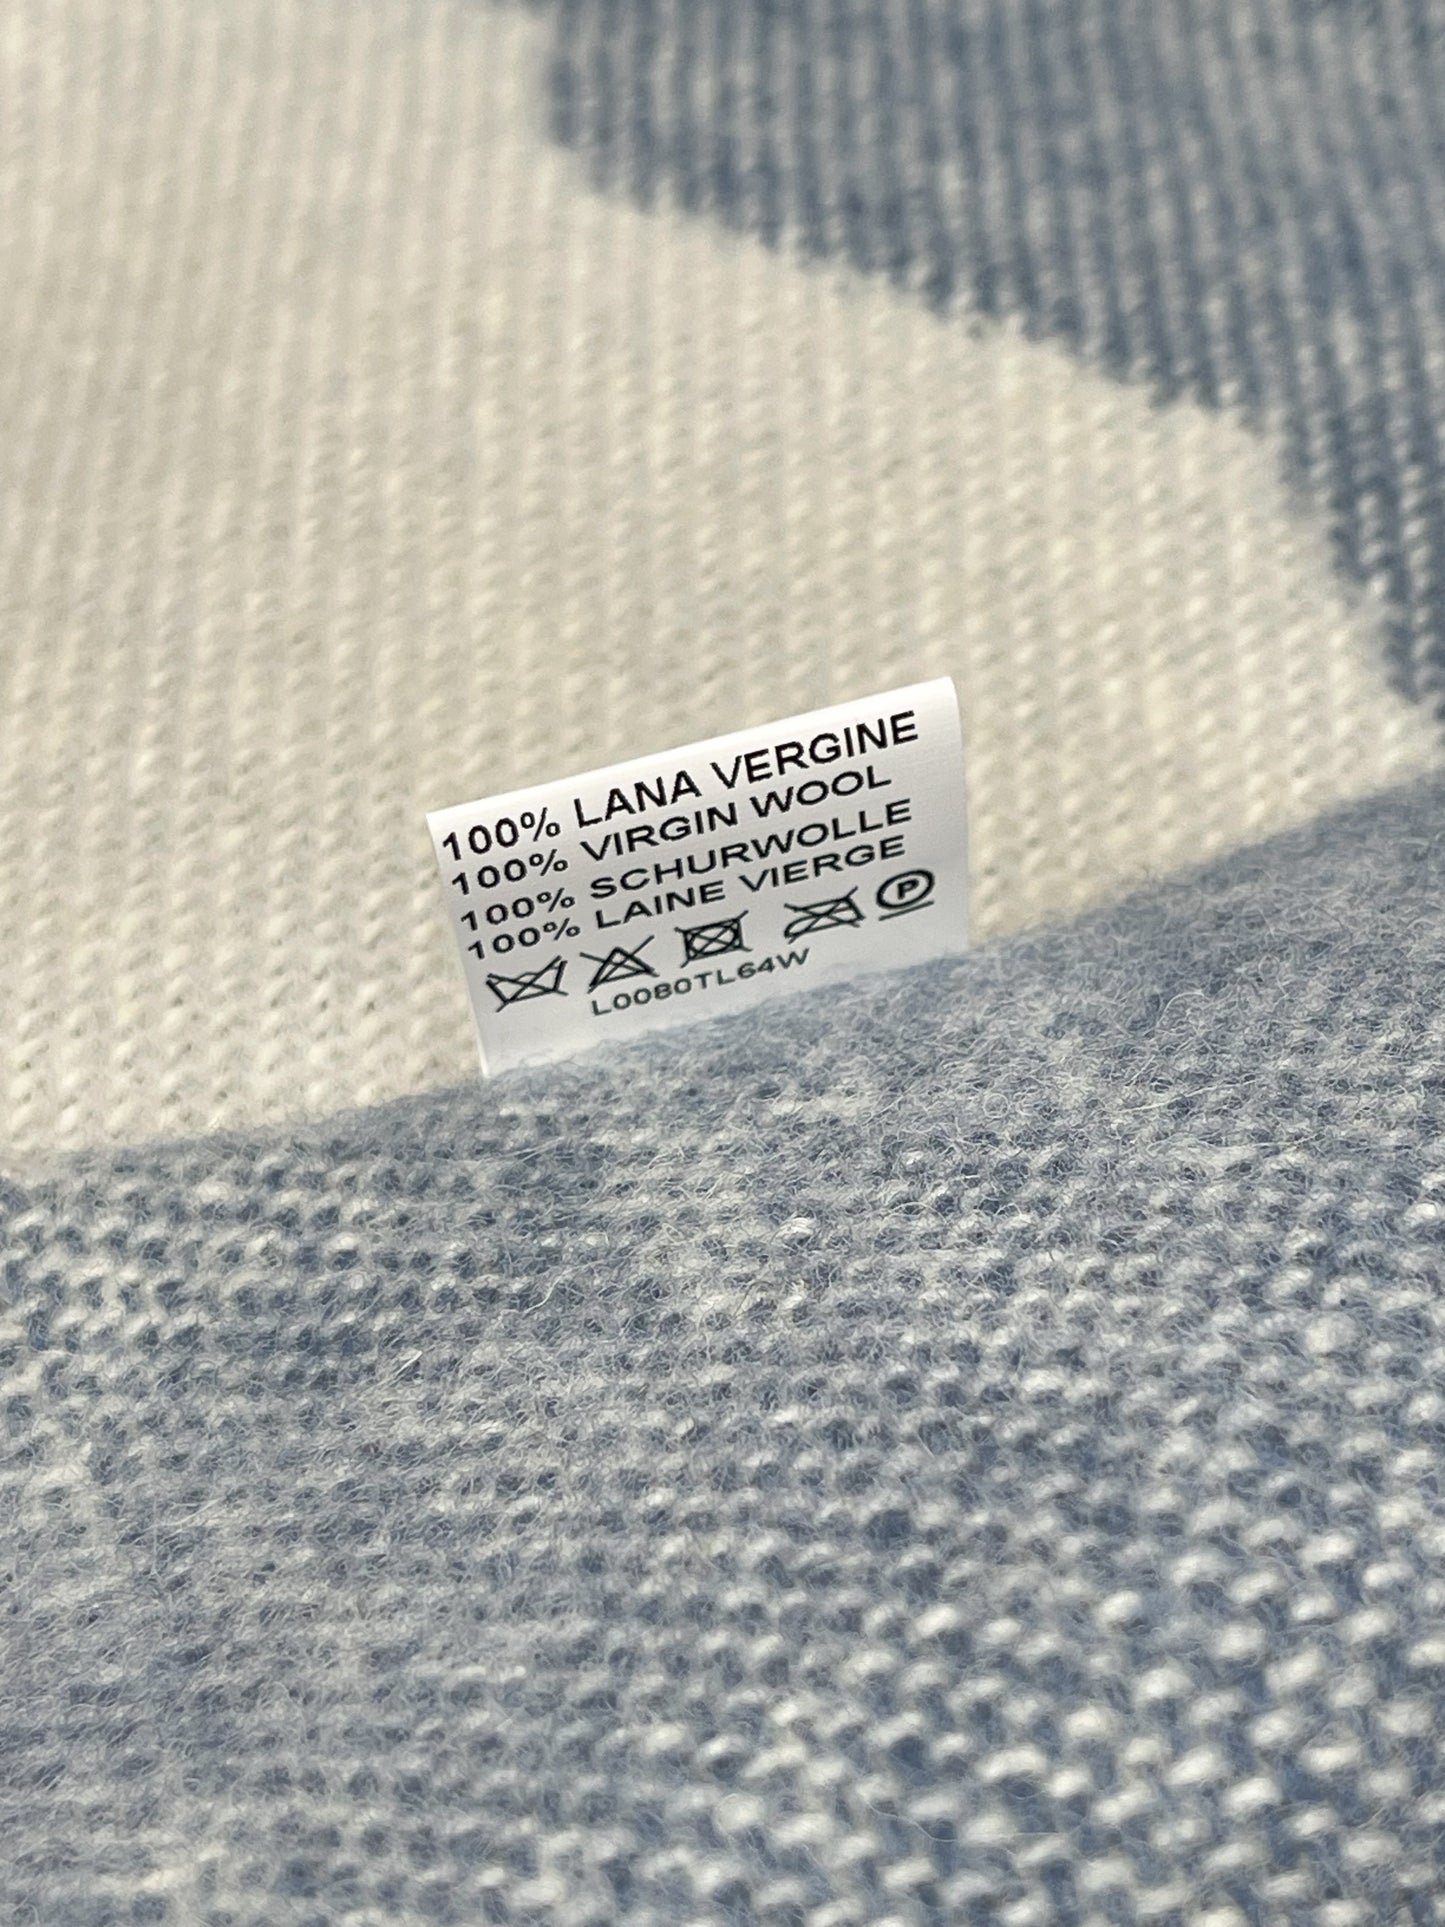 100% LANA VERGINE
100% VIRGIN WOOL
100% SCHURWOLLE
100% LAINE VIERGE
P
L0080TL64W